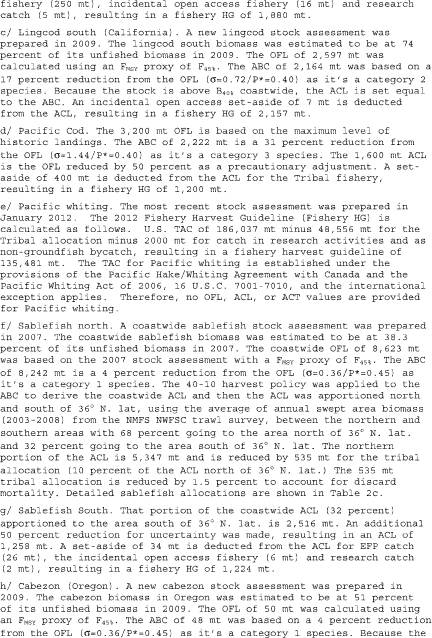 fishery (250 mt), incidental open access fishery (16 mt) and research
catch (5 mt), resulting in a fishery HG of 1,880 mt.
c/ Lingcod south (California). A new lingcod stock assessment was
prepared in 2009. The lingcod south biomass was estimated to be at 74
percent of its unfished biomass in 2009. The OFL of 2,597 mt was
calculated using an FMSY proxy of F45%. The ABC of 2,164 mt was based on a
17 percent reduction from the OFL (σ=0.72/P*=0.40) as it's a category 2
species. Because the stock is above B40% coastwide, the ACL is set equal
to the ABC. An incidental open access set-aside of 7 mt is deducted
from the ACL, resulting in a fishery HG of 2,157 mt.
d/ Pacific Cod. The 3,200 mt OFL is based on the maximum level of
historic landings. The ABC of 2,222 mt is a 31 percent reduction from
the OFL (σ=1.44/P*=0.40) as it's a category 3 species. The 1,600 mt ACL
is the OFL reduced by 50 percent as a precautionary adjustment. A set-
aside of 400 mt is deducted from the ACL for the Tribal fishery,
resulting in a fishery HG of 1,200 mt.
e/ Pacific whiting. The most recent stock assessment was prepared in
January 2012. The 2012 Fishery Harvest Guideline (Fishery HG) is
calculated as follows. U.S. TAC of 186,037 mt minus 48,556 mt for the
Tribal allocation minus 2000 mt for catch in research activities and as
non-groundfish bycatch, resulting in a fishery harvest guideline of
135,481 mt. The TAC for Pacific whiting is established under the
provisions of the Pacific Hake/Whiting Agreement with Canada and the
Pacific Whiting Act of 2006, 16 U.S.C. 7001-7010, and the international
exception applies. Therefore, no OFL, ACL, or ACT values are provided
for Pacific whiting.
f/ Sablefish north. A coastwide sablefish stock assessment was prepared
in 2007. The coastwide sablefish biomass was estimated to be at 38.3
percent of its unfished biomass in 2007. The coastwide OFL of 8,623 mt
was based on the 2007 stock assessment with a FMSY proxy of F45%. The ABC
of 8,242 mt is a 4 percent reduction from the OFL (σ=0.36/P*=0.45) as
it's a category 1 species. The 40-10 harvest policy was applied to the
ABC to derive the coastwide ACL and then the ACL was apportioned north
and south of 36° N. lat, using the average of annual swept area biomass
(2003-2008) from the NMFS NWFSC trawl survey, between the northern and
southern areas with 68 percent going to the area north of 36° N. lat.
and 32 percent going to the area south of 36° N. lat. The northern
portion of the ACL is 5,347 mt and is reduced by 535 mt for the tribal
allocation (10 percent of the ACL north of 36° N. lat.) The 535 mt
tribal allocation is reduced by 1.5 percent to account for discard
mortality. Detailed sablefish allocations are shown in Table 2c.
g/ Sablefish South. That portion of the coastwide ACL (32 percent)
apportioned to the area south of 36° N. lat. is 2,516 mt. An additional
50 percent reduction for uncertainty was made, resulting in an ACL of
1,258 mt. A set-aside of 34 mt is deducted from the ACL for EFP catch
(26 mt), the incidental open access fishery (6 mt) and research catch
(2 mt), resulting in a fishery HG of 1,224 mt.
h/ Cabezon (Oregon). A new cabezon stock assessment was prepared in
2009. The cabezon biomass in Oregon was estimated to be at 51 percent
of its unfished biomass in 2009. The OFL of 50 mt was calculated using
an FMSY proxy of F45%. The ABC of 48 mt was based on a 4 percent reduction
from the OFL (σ=0.36/P*=0.45) as it's a category 1 species. Because the